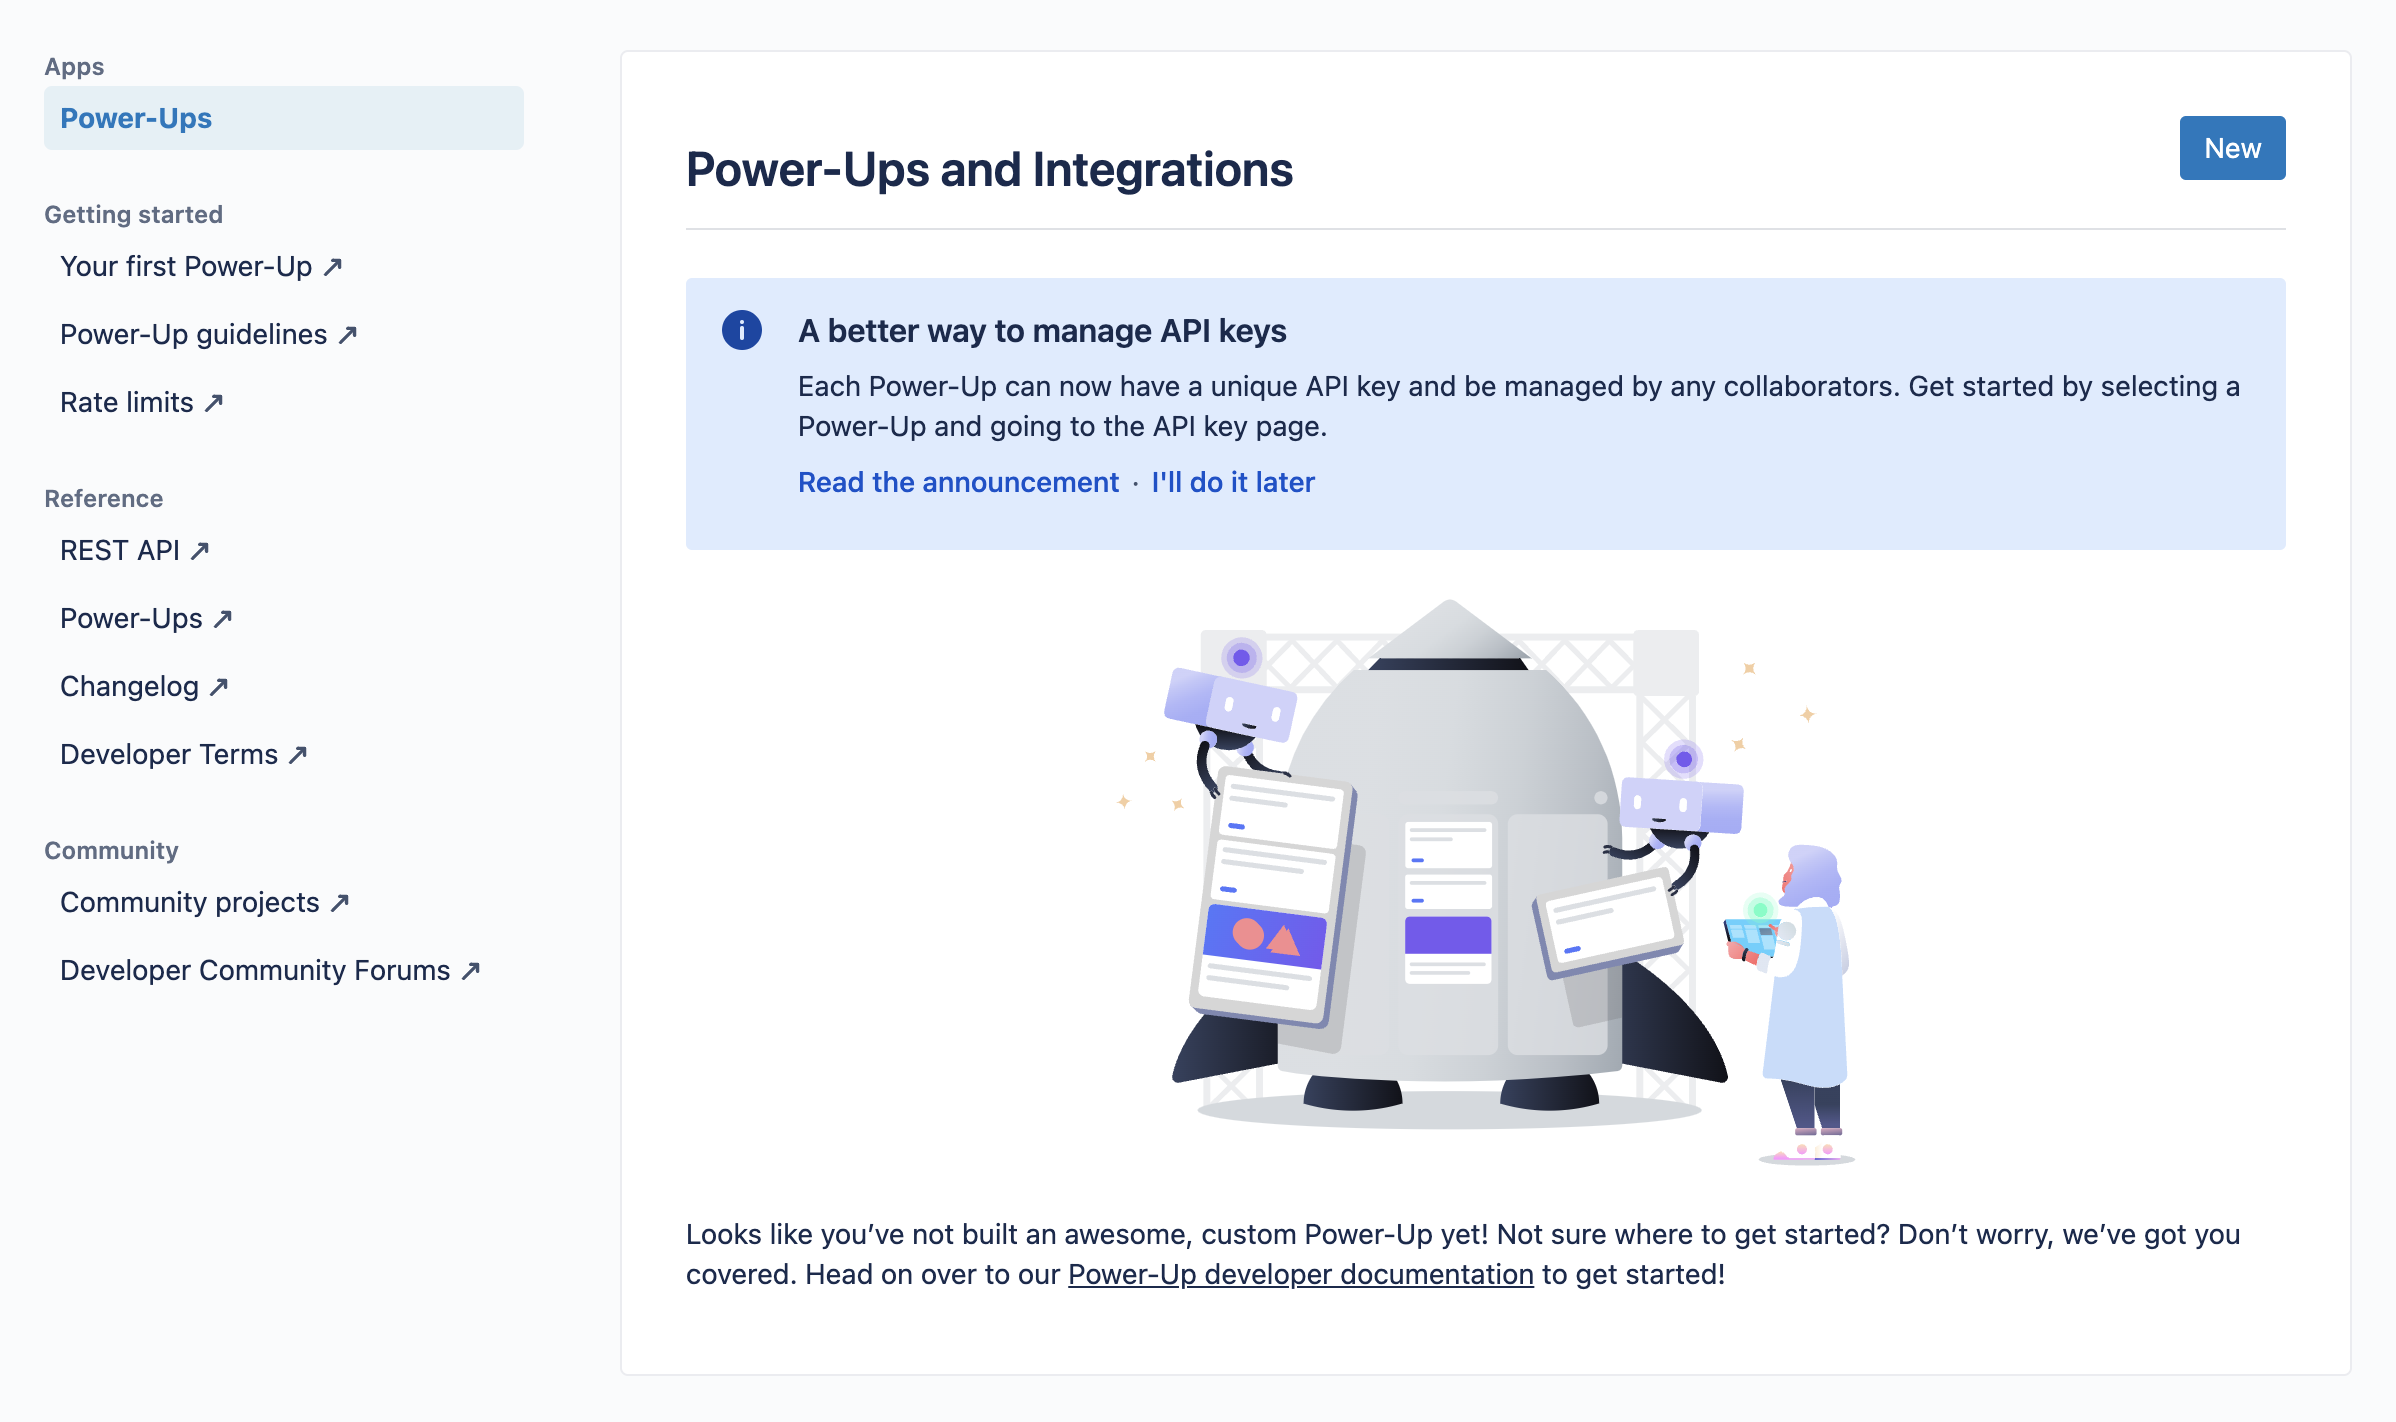 Apps
Power-Ups
Getting started
Your first Power-Up ↗
Power-Up guidelines ↗
Rate limits ↗
Reference
REST API ↗
Power-Ups ↗
Changelog ↗
Developer Terms ↗
Community
Community projects ↗
Developer Community Forums ↗
Power-Ups and Integrations
New
A better way to manage API keys
Each Power-Up can now have a unique API key and be managed by any collaborators. Get started by selecting a
Power-Up and going to the API key page.
Read the announcement · I'll do it later
Looks like you’ve not built an awesome, custom Power-Up yet! Not sure where to get started? Don’t worry, we’ve got you
covered. Head on over to our Power-Up developer documentation to get started!